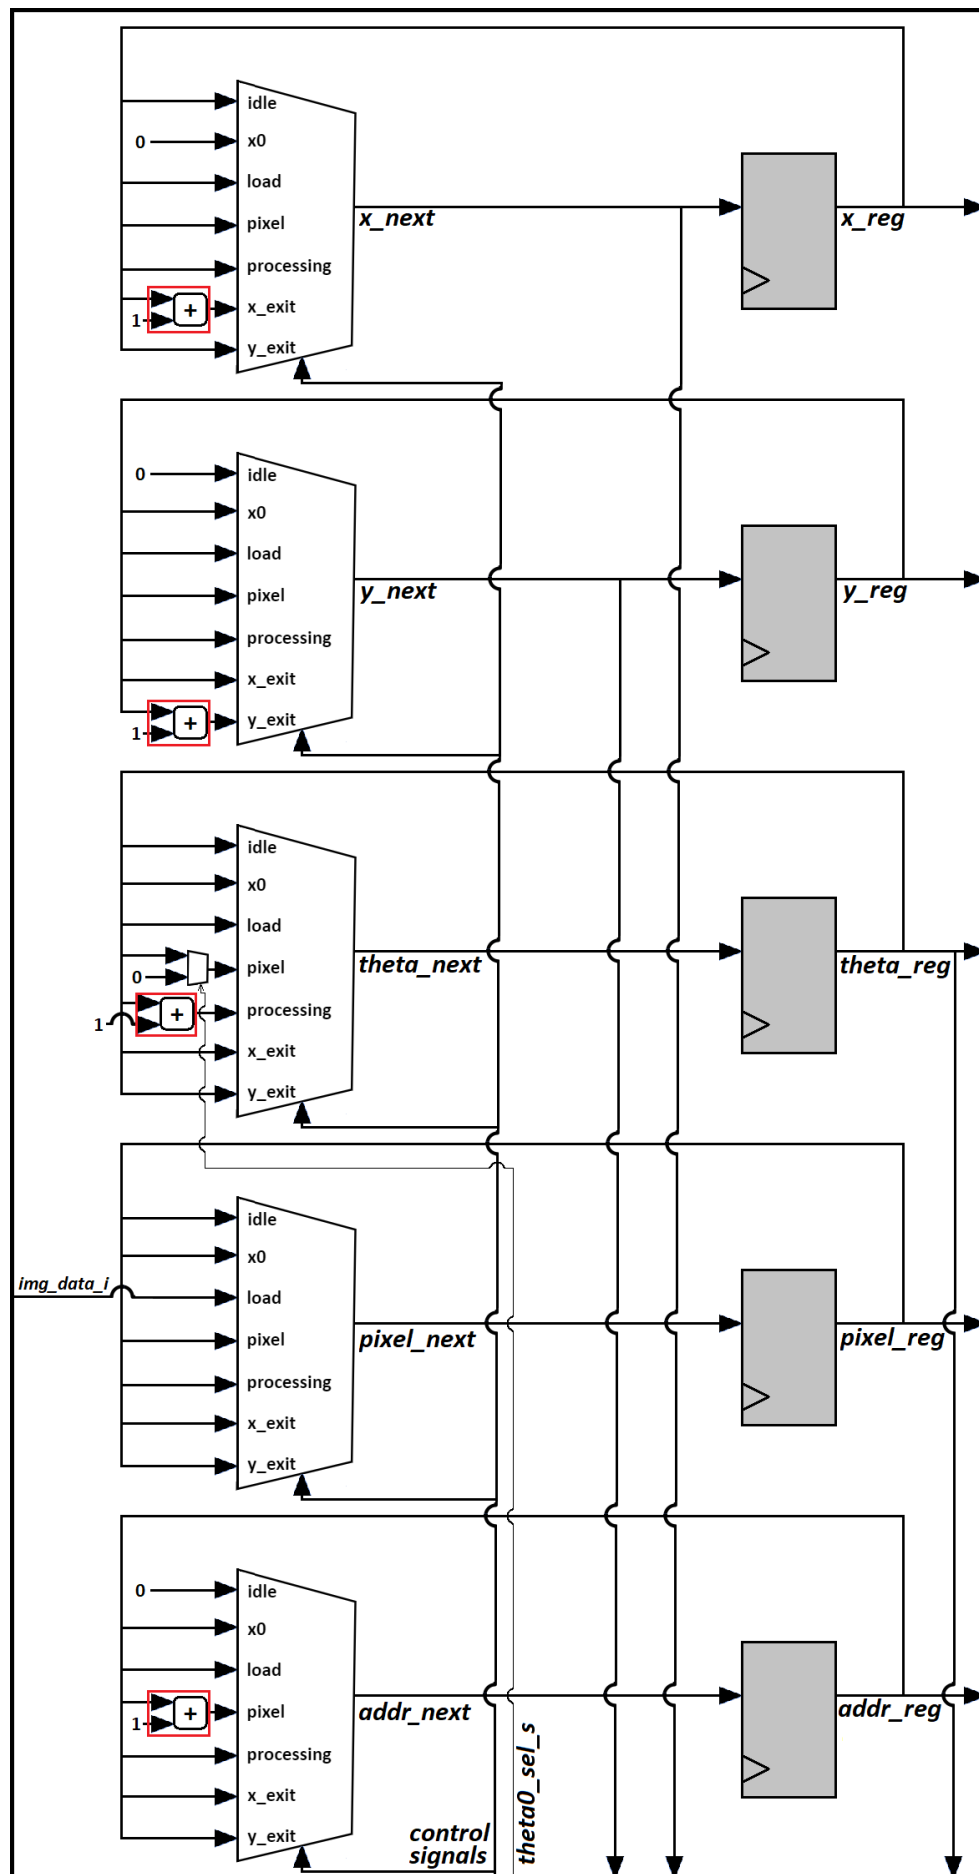 idle
0 x0
load
pixel
x_next
x_reg
processing
+ x_exit
1
y_exit
0 idle
x0
load
pixel
y_next
y_reg
processing
x_exit
+ y_exit
1
idle
x0
load
0 pixel
theta_next
theta_reg
+ processing
1
x_exit
y_exit
idle
x0
img_data_i
load
pixel
pixel_next
pixel_reg
processing
x_exit
y_exit
0 idle
x0
load
+ pixel
1
addr_next
addr_reg
processing
x_exit
y_exit
control
signals
theta0_sel_s